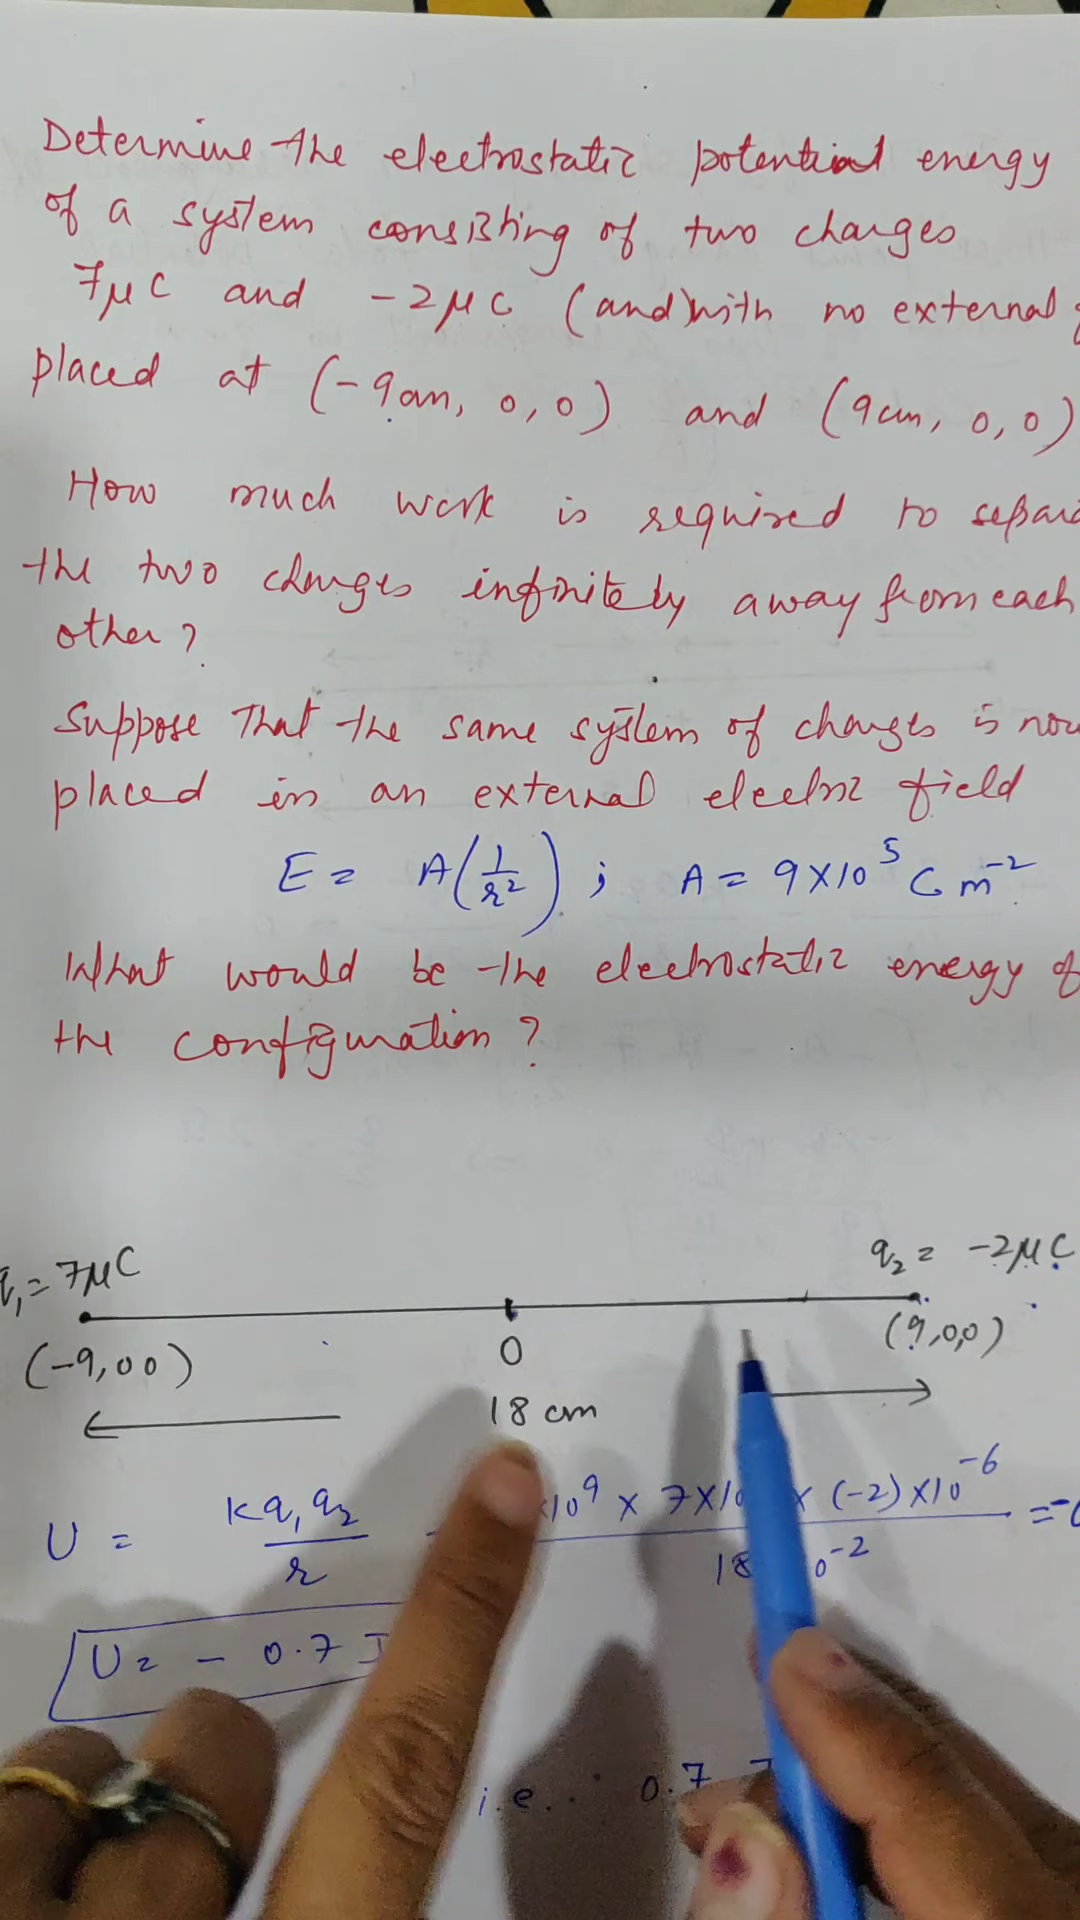 Determine the electrostatic potential energy
of a system consisting of two charges
7μC and -2μC (and) with no external
placed at (-9cm, 0,0) and (9cm, 0,0)
How much work is required to
the two charges infinitely away from each
other?
Suppose that the same system of charges is now
placed in an external electric field
E = A(1/r²) ; A = 9×10⁵ C m⁻²
What would be the electrostatic energy of
the configuration?
q₁ = 7μC q₂ = -2μC
(-9,00) 0 (9,0,0)
18 cm
U = Kq₁q₂/r ×10⁹ × 7×10 × (-2)×10⁻⁶ / 18 0⁻² = -0
U = - 0.7 J
i.e. 0.7